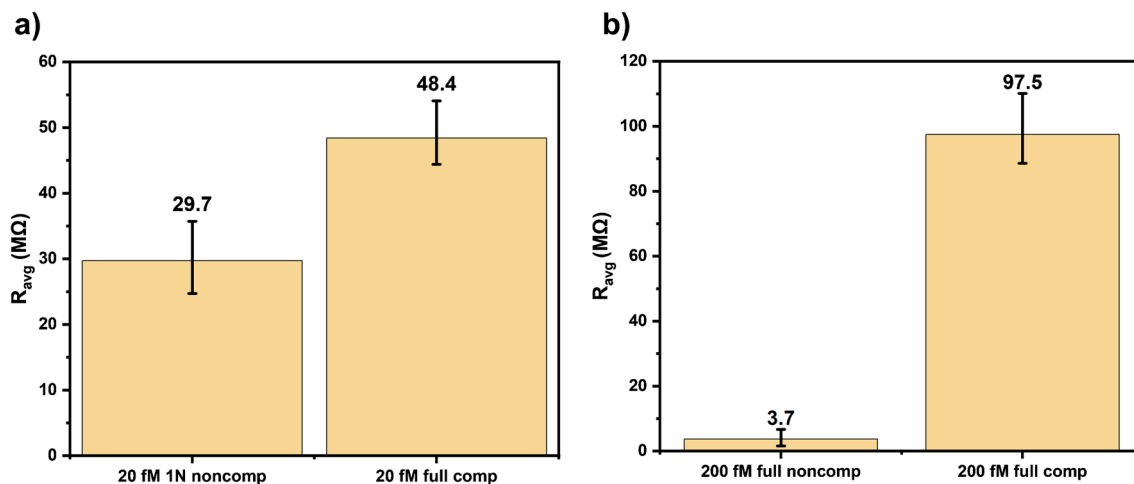 a)
60
50
40
30
20
10
0
R_avg (MΩ)
29.7
48.4
20 fM 1N noncomp
20 fM full comp
b)
120
100
80
60
40
20
0
R_avg (MΩ)
3.7
97.5
200 fM full noncomp
200 fM full comp